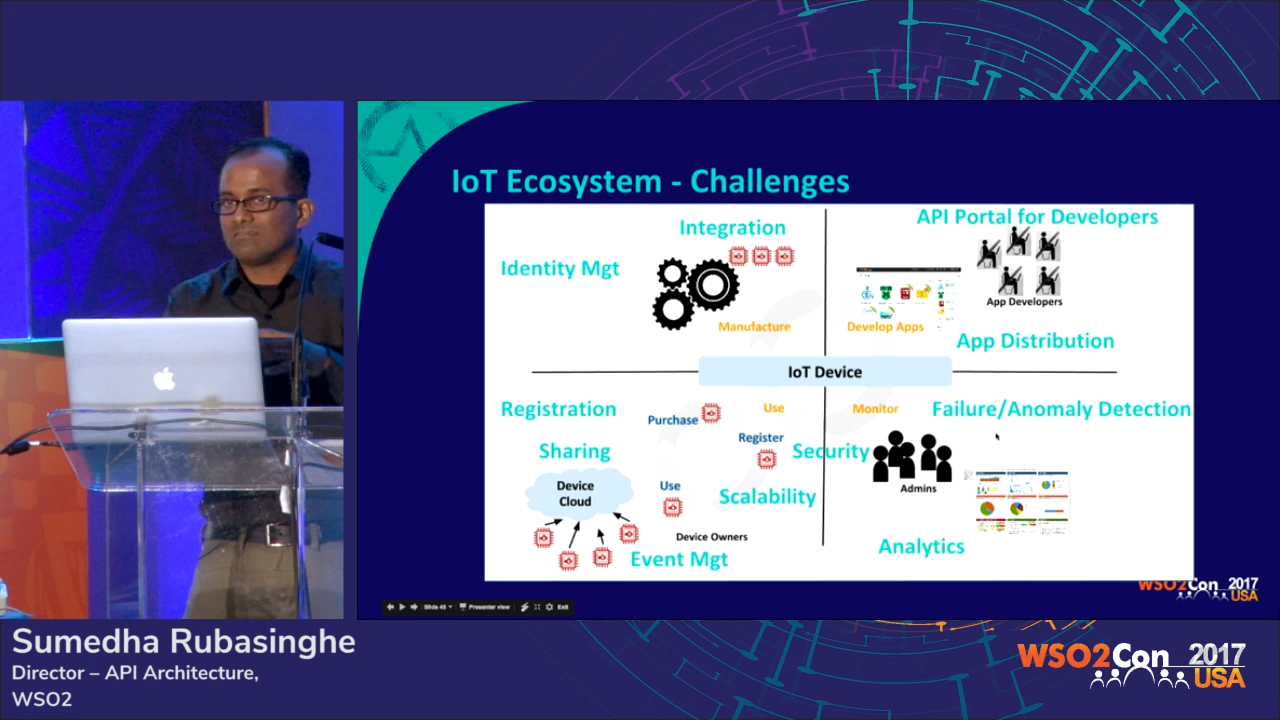 IoT Ecosystem - Challenges
Integration
API Portal for Developers
Identity Mgt
App Developers
Manufacture
Develop Apps
App Distribution
IoT Device
Registration
Purchase
Use
Monitor
Failure/Anomaly Detection
Sharing
Register
Security
Device
Cloud
Use
Scalability
Admins
Device Owners
Event Mgt
Analytics
WSO2Con 2017
USA
Slide 45
Presenter view
Exit
Sumedha Rubasinghe
Director – API Architecture,
WSO2
WSO2Con 2017
USA